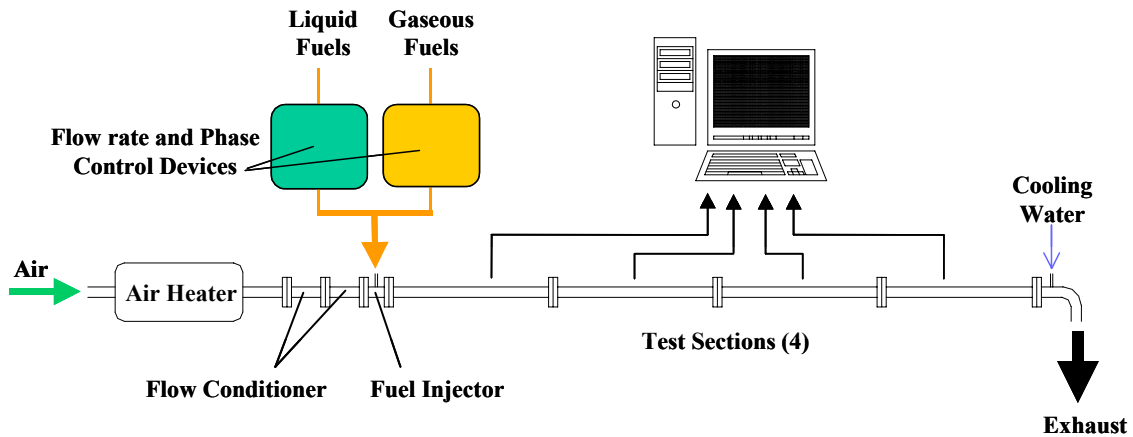 Liquid
Fuels
Gaseous
Fuels
Flow rate and Phase
Control Devices
Cooling
Water
Air
Air Heater
Test Sections (4)
Flow Conditioner
Fuel Injector
Exhaust